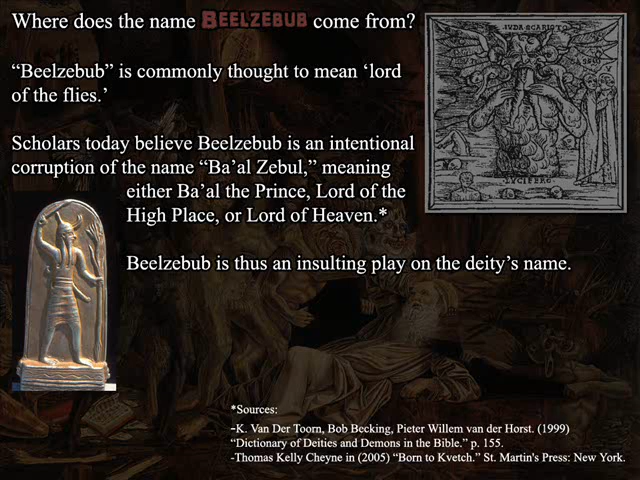 Where does the name BEELZEBUB come from?
“Beelzebub” is commonly thought to mean ‘lord
of the flies.’
Scholars today believe Beelzebub is an intentional
corruption of the name “Ba’al Zebul,” meaning
either Ba’al the Prince, Lord of the
High Place, or Lord of Heaven.*
Beelzebub is thus an insulting play on the deity’s name.
IVDA SCARIOTO
LVCIFERO
*Sources:
-K. Van Der Toorn, Bob Becking, Pieter Willem van der Horst. (1999)
“Dictionary of Deities and Demons in the Bible.” p. 155.
-Thomas Kelly Cheyne in (2005) “Born to Kvetch.” St. Martin's Press: New York.